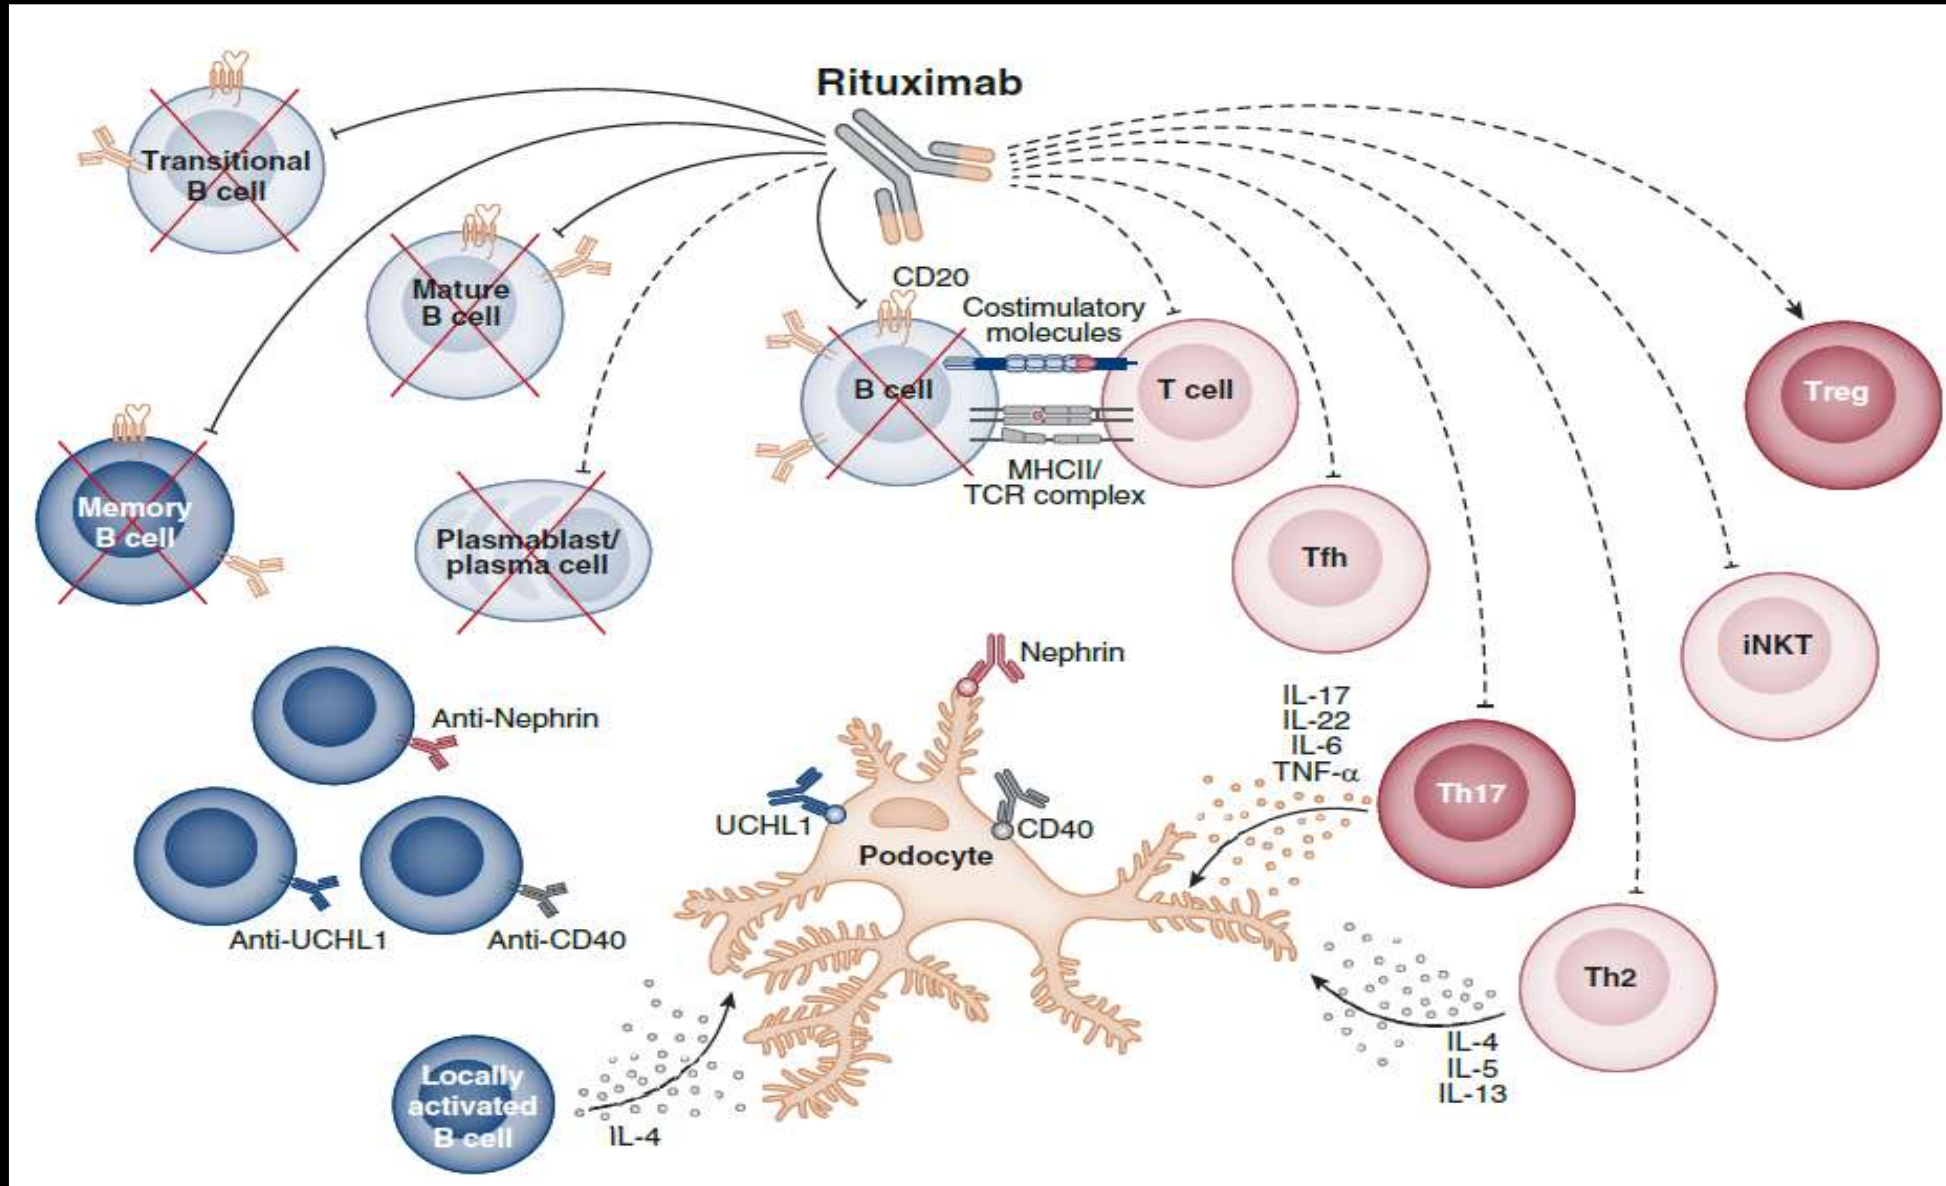 Rituximab
Transitional
B cell
Mature
B cell
CD20
Costimulatory
molecules
B cell
T cell
MHCII/
TCR complex
Treg
Memory
B cell
Plasmablast/
plasma cell
Tfh
iNKT
Nephrin
Anti-Nephrin
IL-17
IL-22
IL-6
TNF-α
Th17
UCHL1
CD40
Podocyte
Anti-UCHL1
Anti-CD40
Th2
IL-4
IL-5
IL-13
Locally
activated
B cell
IL-4